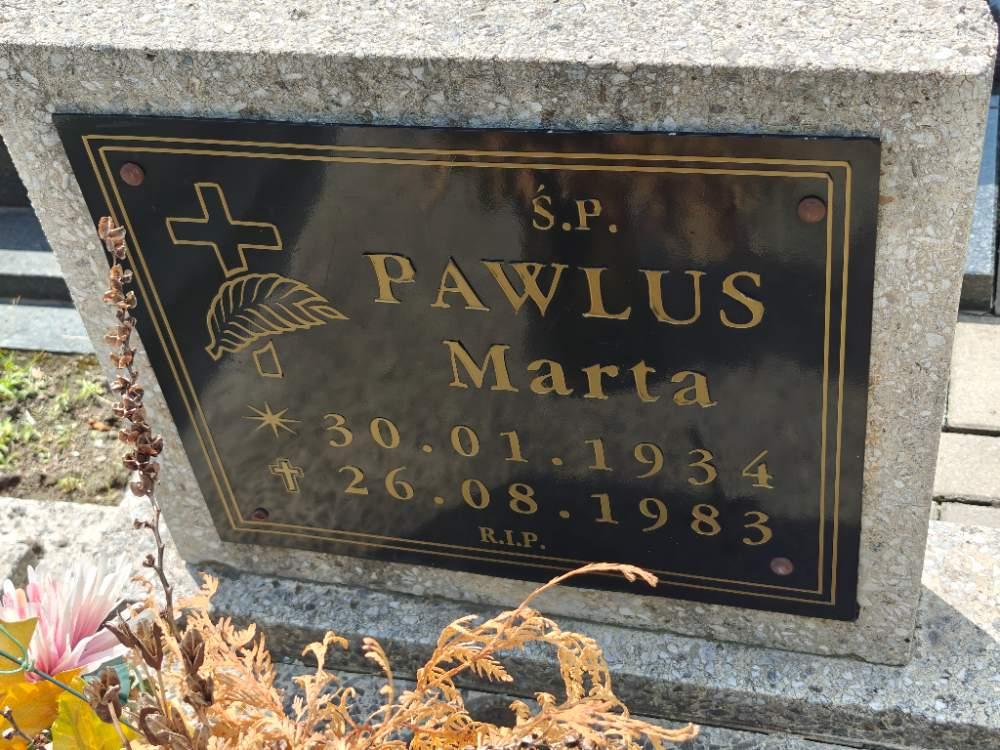 Ś.P.
PAWLUS
Marta
30.01.1934
26.08.1983
R.I.P.